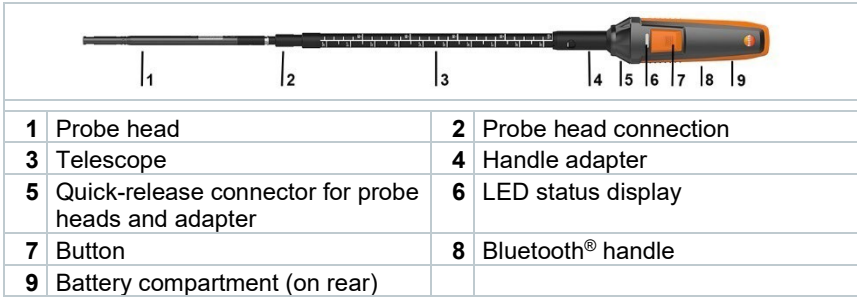 1 2 3 4 5 6 7 8 9
1 Probe head 2 Probe head connection
3 Telescope 4 Handle adapter
5 Quick-release connector for probe heads and adapter 6 LED status display
7 Button 8 Bluetooth® handle
9 Battery compartment (on rear)